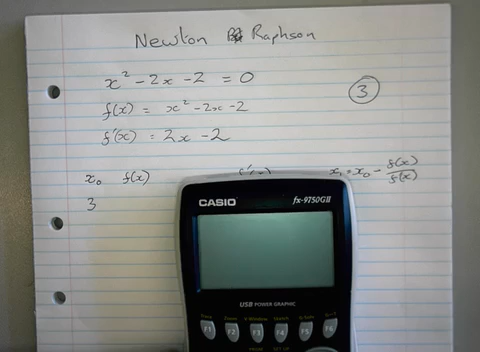 Newton Raphson
x² - 2x - 2 = 0
f(x) = x² - 2x - 2
3
f'(x) = 2x - 2
x₀ f(x) f'(x) x₁ = x₀ - f(x)/f(x)
3
CASIO fx-9750GII
USB POWER GRAPHIC
F1 F2 F3 F4 F5 F6